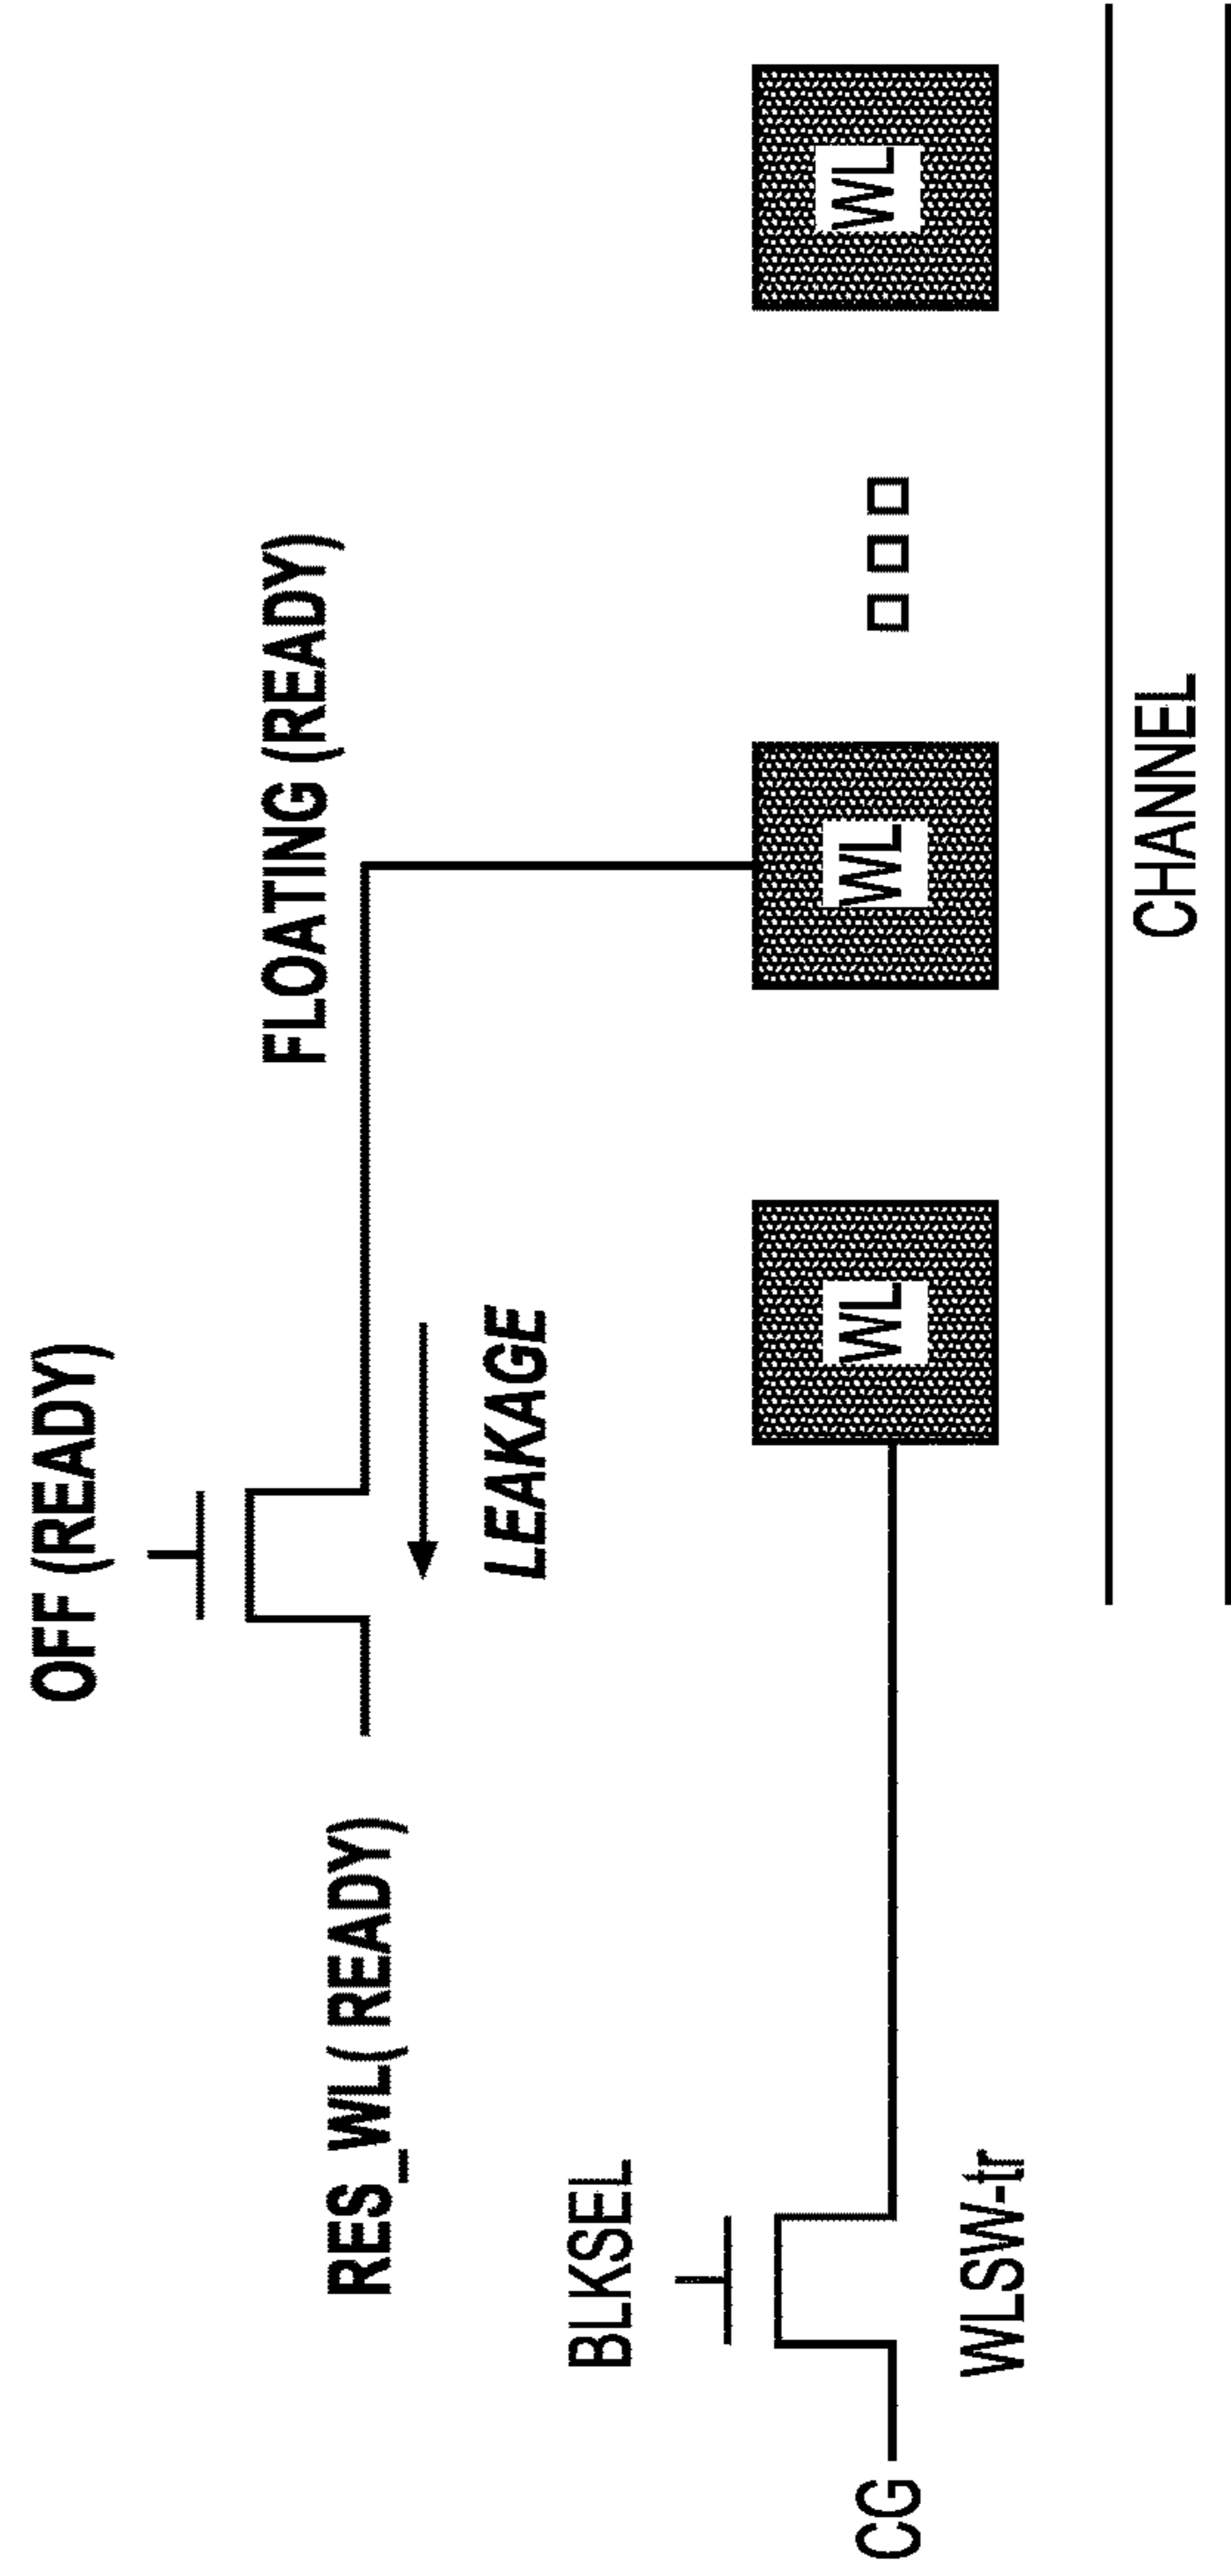 OFF (READY)
FLOATING (READY)
RES_WL( READY)
LEAKAGE
BLKSEL
CG
WLSW-tr
WL
WL
WL
CHANNEL